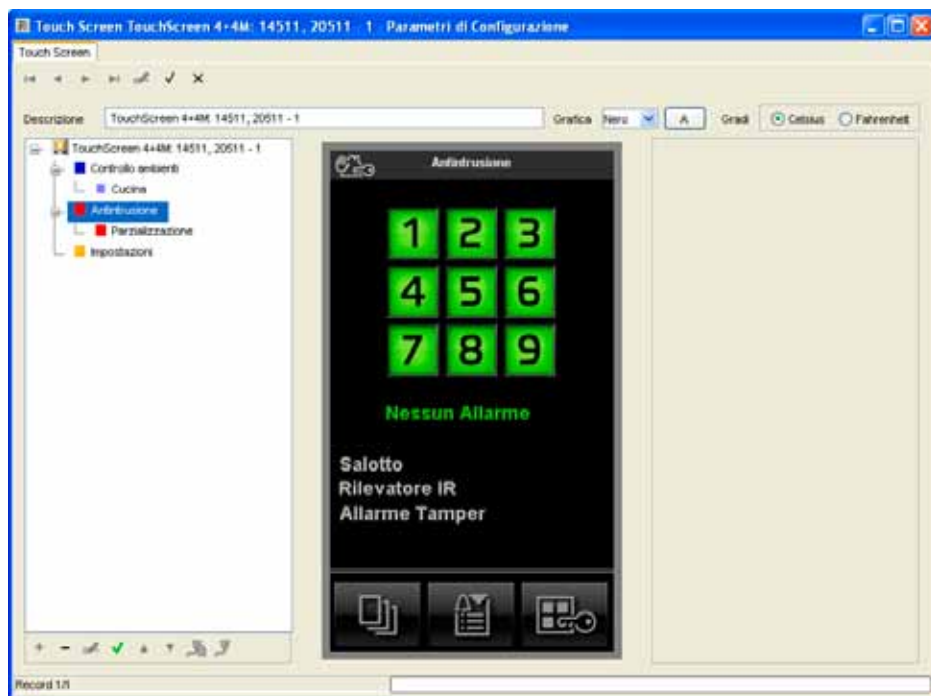 Touch Screen TouchScreen 4+4M: 14511, 20511 - 1 Parametri di Configurazione
Touch Screen
Descrizione TouchScreen 4+4M: 14511, 20511 - 1 Grafica Nero A Gradi Celsius Fahrenheit
TouchScreen 4+4M: 14511, 20511 - 1
Controllo ambienti
Cucina
Antintrusione
Parzializzazione
Impostazioni
Antintrusione
1 2 3
4 5 6
7 8 9
Nessun Allarme
Salotto
Rilevatore IR
Allarme Tamper
Record 1/1